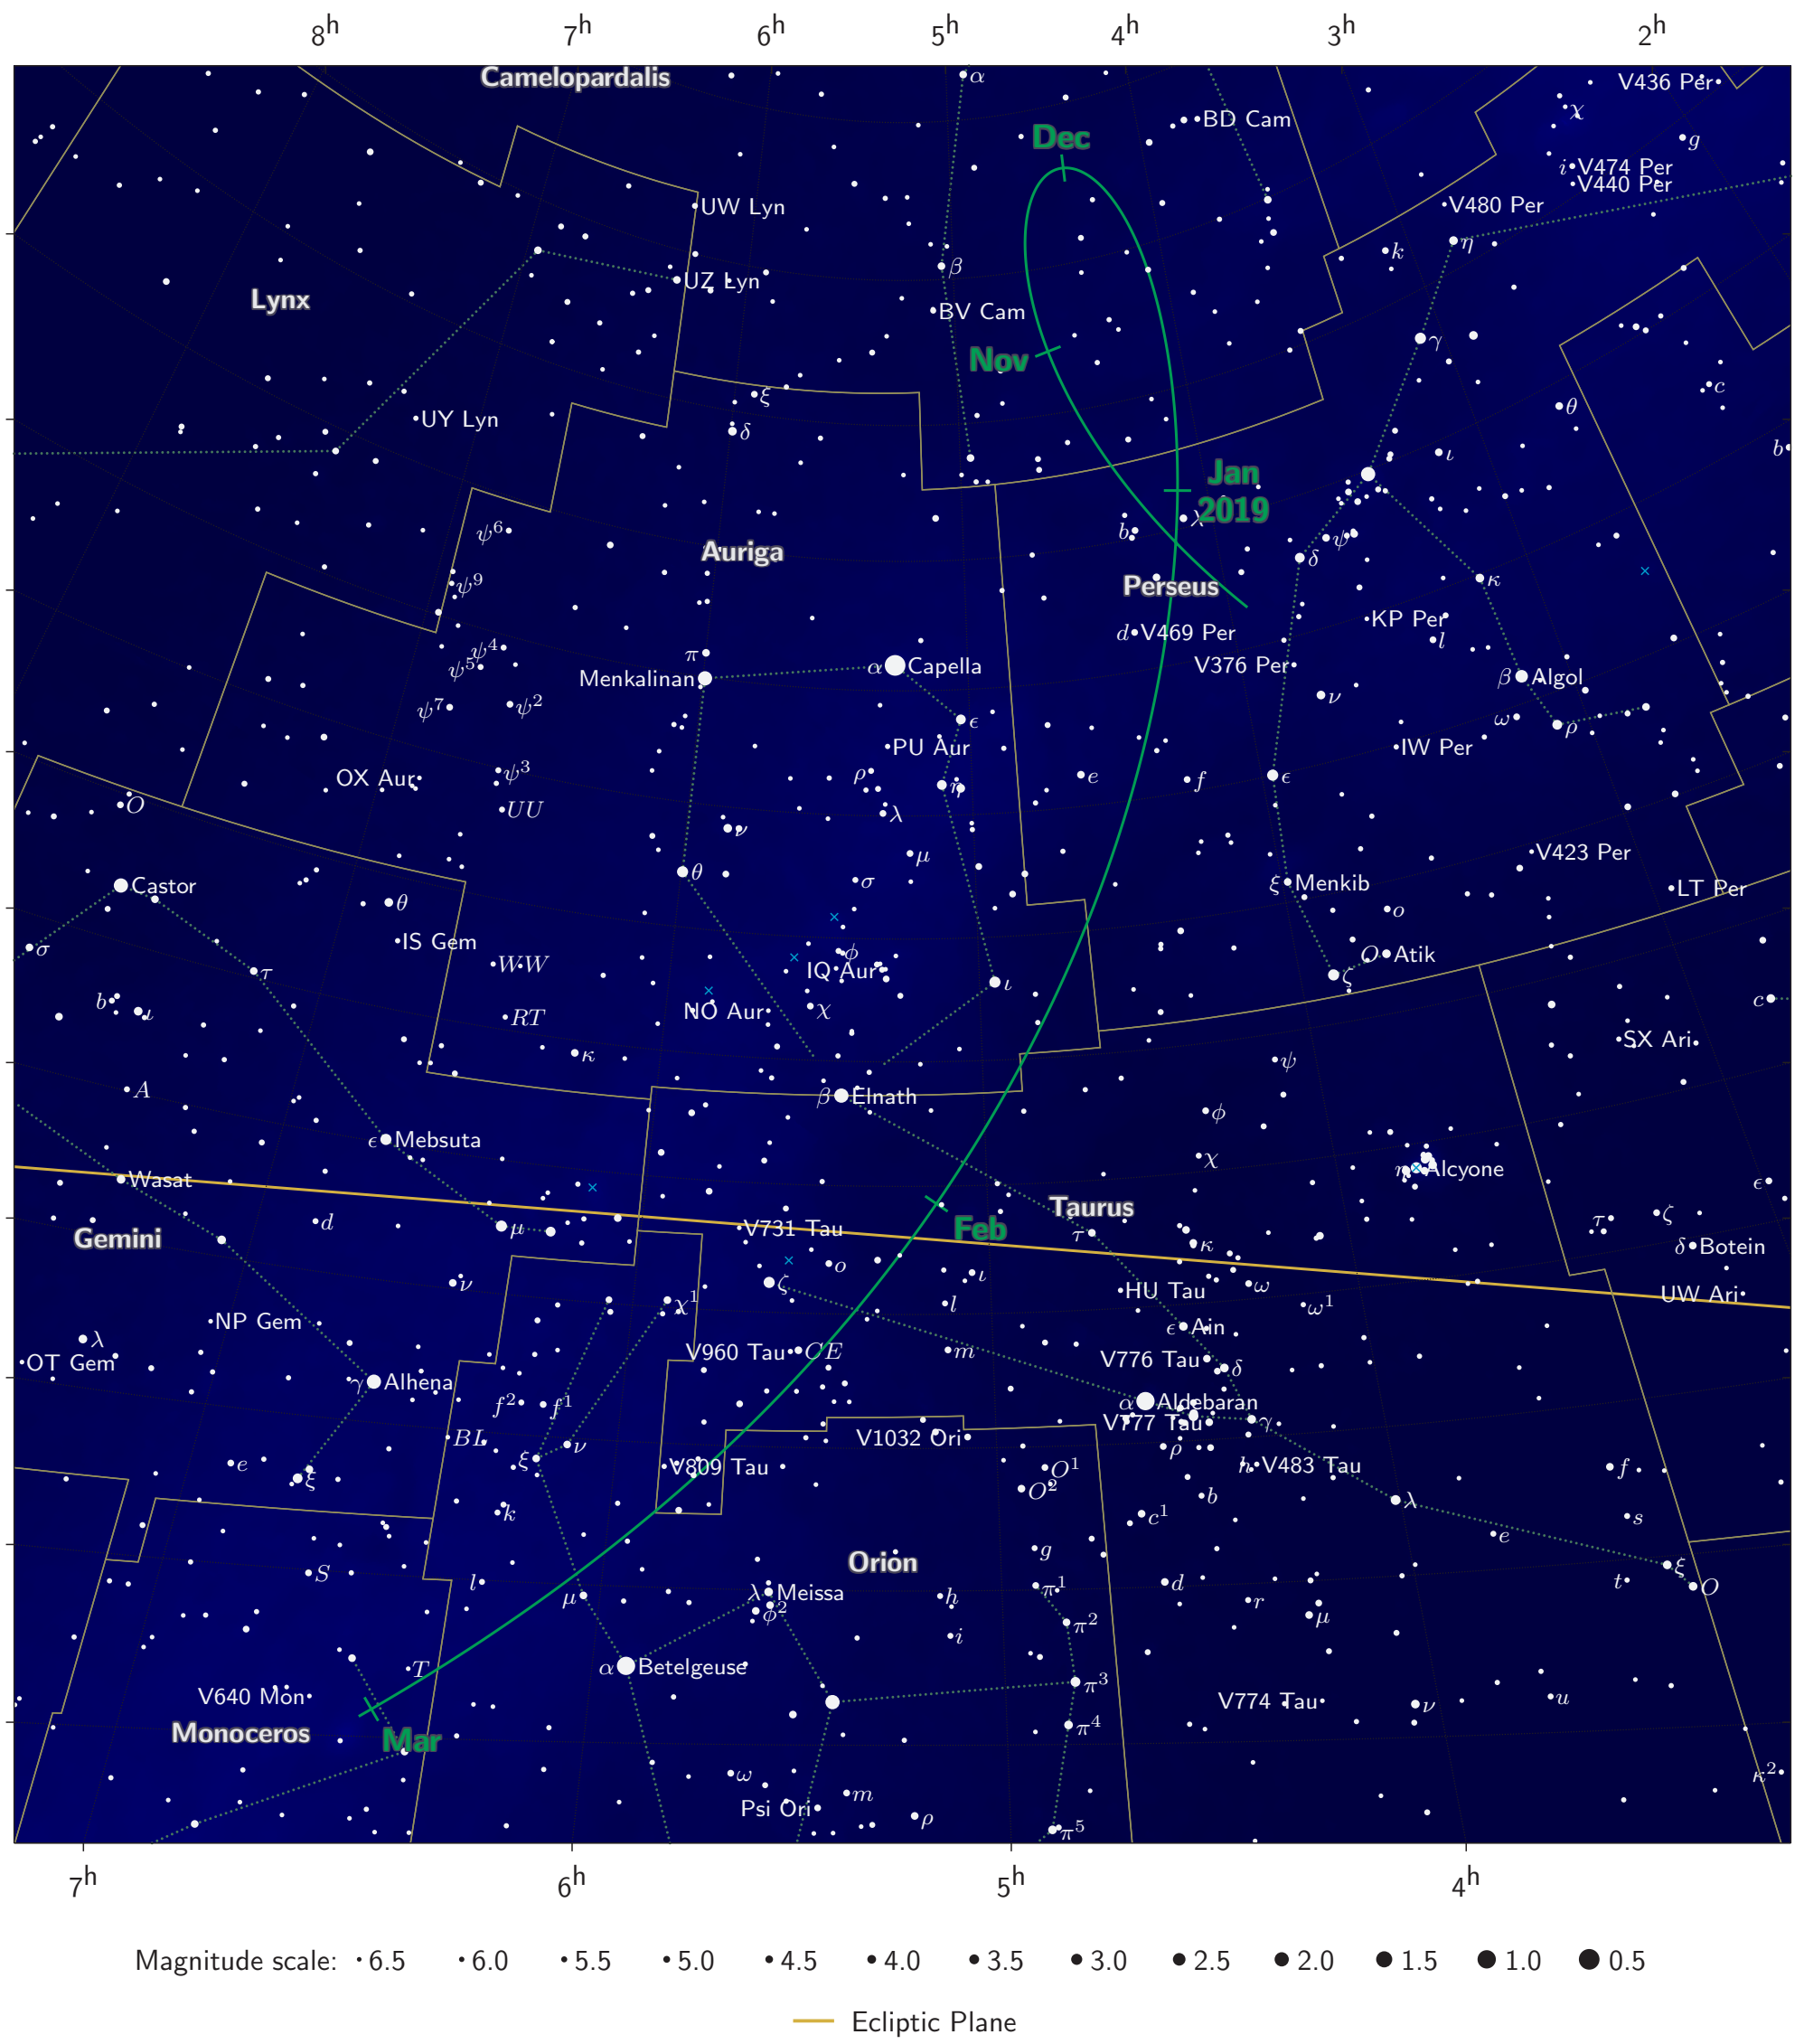 8h 7h 6h 5h 4h 3h 2h
Camelopardalis
α
V436 Per
BD Cam
χ
Dec
g
i V474 Per
V440 Per
UW Lyn
V480 Per
η
k
β
UZ Lyn
Lynx
BV Cam
γ
Nov
c
ξ
θ
UY Lyn
δ
b
ι
Jan
2019
λ
ψ6
b
ψ
Auriga
δ
ψ9
Perseus
κ
KP Per
d V469 Per
l
ψ4
π
ψ5
α Capella
V376 Per
Menkalinan
β Algol
ν
ψ7
ψ2
ϵ
ω
ρ
PU Aur
IW Per
ψ3
ρ
e
f
ϵ
OX Aur
η
O
UU
λ
ν
μ
V423 Per
θ
σ
ξ Menkib
Castor
LT Per
θ
o
IS Gem
σ
ϕ
O Atik
WW
IQ Aur
τ
ζ
ι
b
c
ι
NO Aur
χ
RT
SX Ari
κ
ψ
A
β Elnath
ϕ
ϵ Mebsuta
χ
η Alcyone
Wasat
ϵ
Taurus
d
ζ
μ
V731 Tau
Feb
τ
τ
Gemini
κ
δ Botein
o
ν
ζ
ι
HU Tau
ω
UW Ari
χ1
l
ω1
NP Gem
ϵ Ain
λ
V960 Tau CE
m
V776 Tau
OT Gem
δ
γ Alhena
α Aldebaran
f2
f1
V777 Tau
γ
BL
V1032 Ori
ν
ρ
ξ
e
V809 Tau
O1
h V483 Tau
f
ξ
O2
b
λ
k
c1
s
e
g
Orion
ξ
S
l
π1
d
t
O
λ Meissa
h
μ
r
ϕ2
μ
π2
i
α Betelgeuse
T
π3
V640 Mon
V774 Tau
ν
u
Monoceros
π4
Mar
ω
κ2
m
Psi Ori
ρ
π5
7h 6h 5h 4h
Magnitude scale: 6.5 6.0 5.5 5.0 4.5 4.0 3.5 3.0 2.5 2.0 1.5 1.0 0.5
Ecliptic Plane